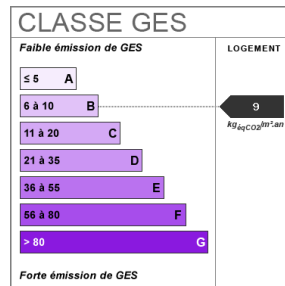 CLASSE GES
Faible émission de GES
LOGEMENT
≤ 5 A
6 à 10 B
9
kgéqCO2/m².an
11 à 20 C
21 à 35 D
36 à 55 E
56 à 80 F
> 80 G
Forte émission de GES